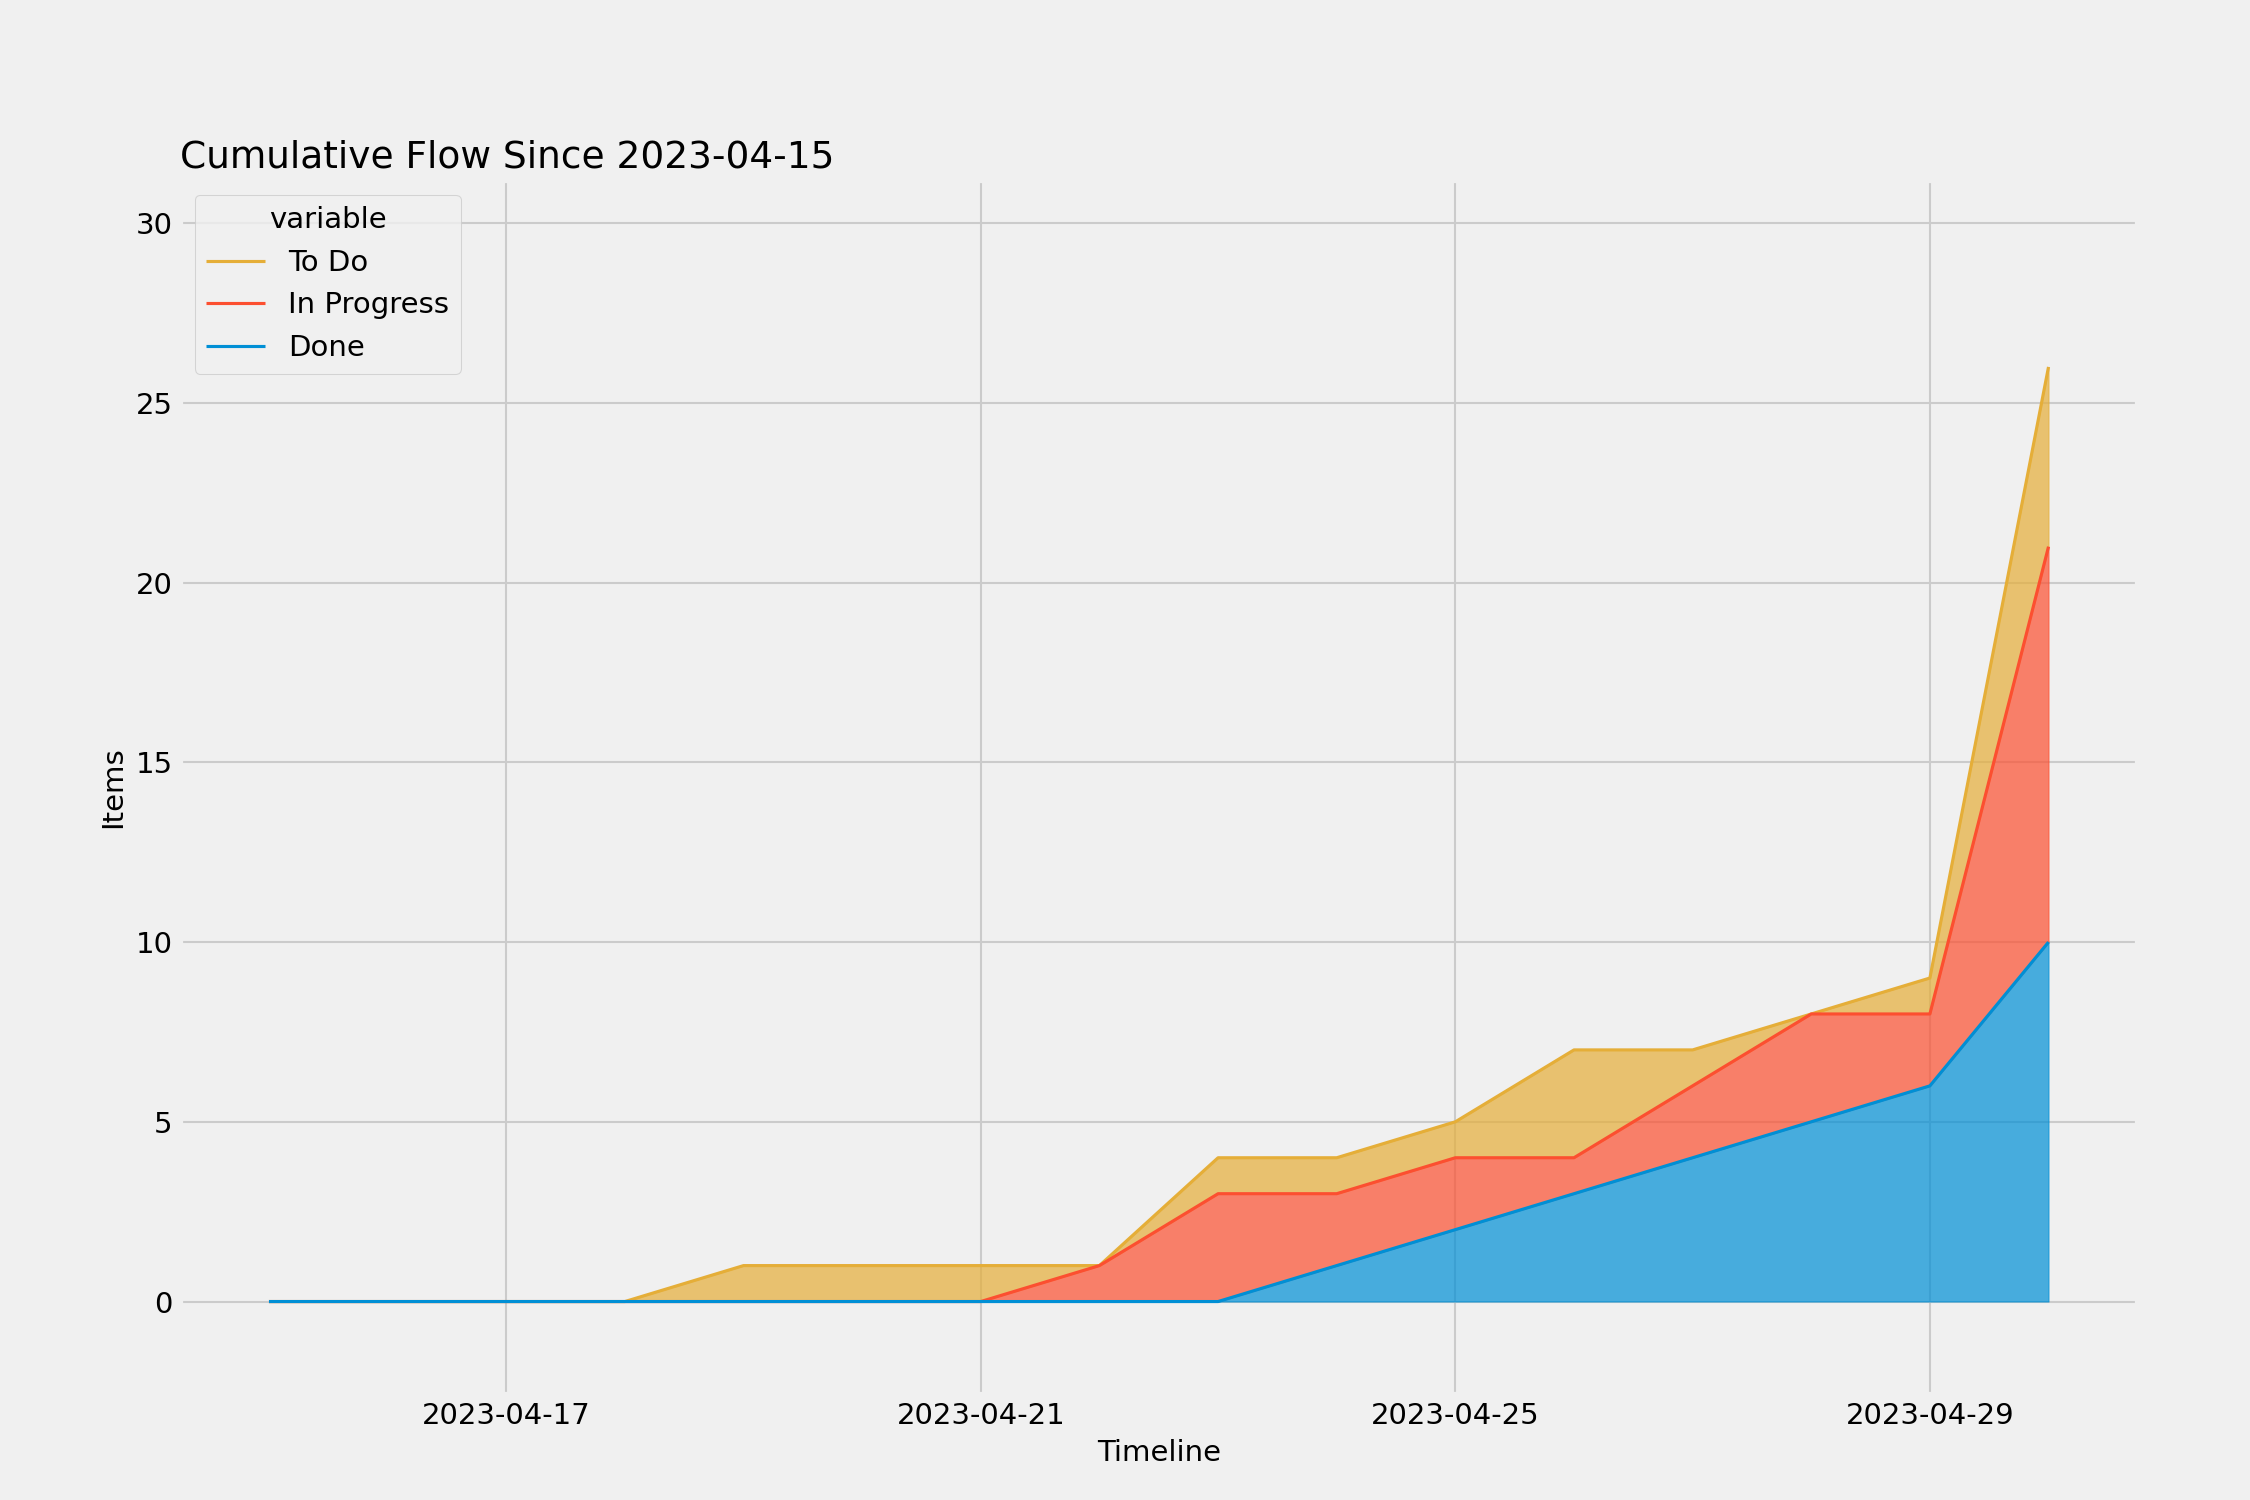 Cumulative Flow Since 2023-04-15
variable
To Do
In Progress
Done
30
25
20
15
10
5
0
Items
2023-04-17 2023-04-21 2023-04-25 2023-04-29
Timeline